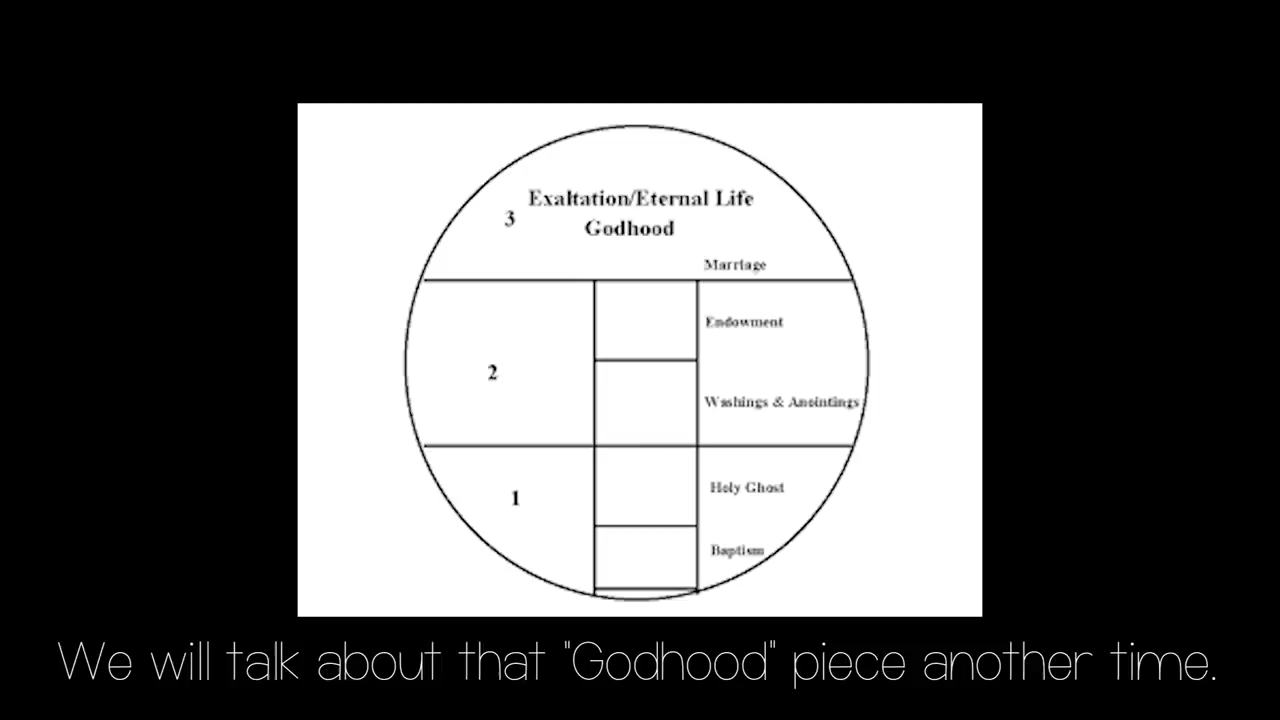 Exaltation/Eternal Life
3
Godhood
Marriage
Endowment
2
Washings & Anointings
Holy Ghost
1
Baptism
We will talk about that "Godhood" piece another time.